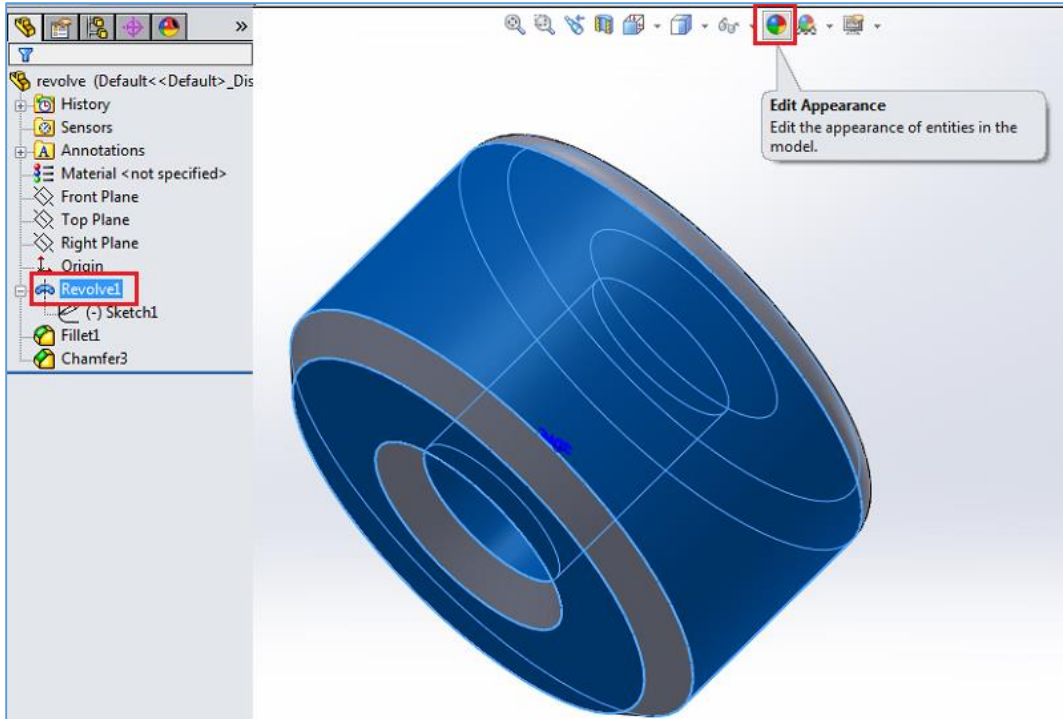 »
revolve (Default<<Default>_Dis
History
Sensors
A Annotations
Material <not specified>
Front Plane
Top Plane
Right Plane
Origin
Revolve1
(-) Sketch1
Fillet1
Chamfer3
Edit Appearance
Edit the appearance of entities in the
model.